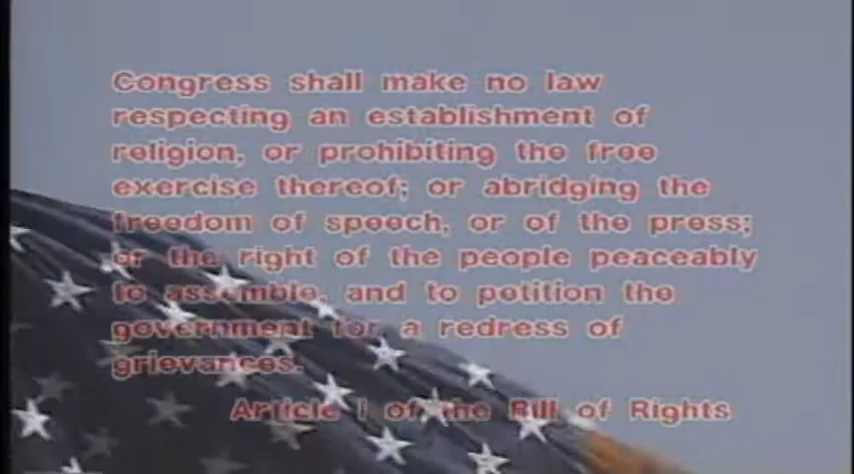 Congress shall make no law
respecting an establishment of
religion, or prohibiting the free
exercise thereof; or abridging the
freedom of speech, or of the press;
or the right of the people peaceably
to assemble, and to petition the
government for a redress of
grievances.
Article I of the Bill of Rights